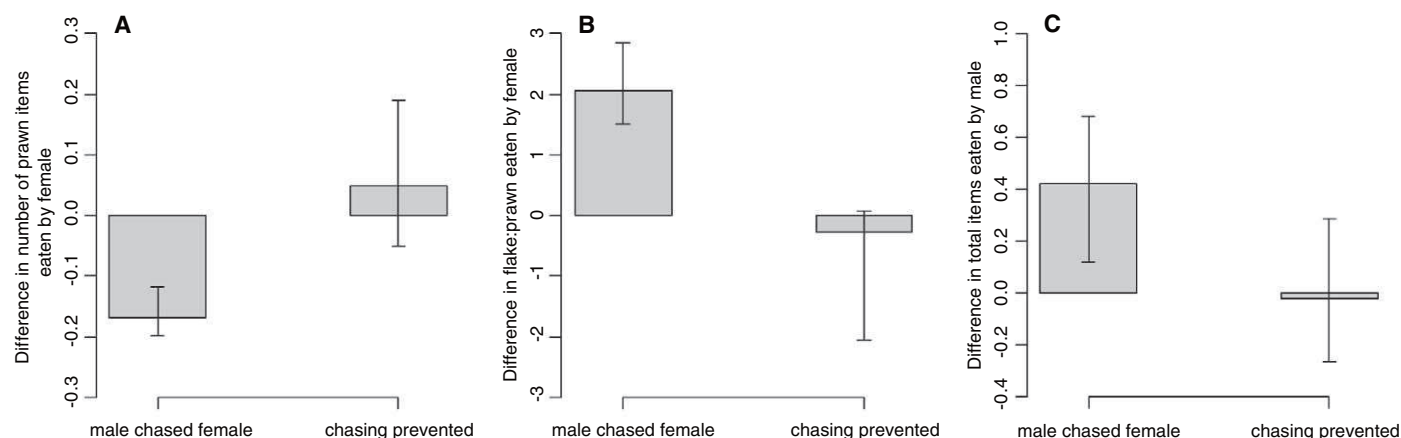 A
Difference in number of prawn items
eaten by female
0.3
0.2
0.1
0.0
-0.1
-0.2
-0.3
male chased female
chasing prevented
B
Difference in flake:prawn eaten by female
3
2
1
0
-1
-2
-3
male chased female
chasing prevented
C
Difference in total items eaten by male
1.0
0.8
0.6
0.4
0.2
0.0
-0.2
-0.4
male chased female
chasing prevented